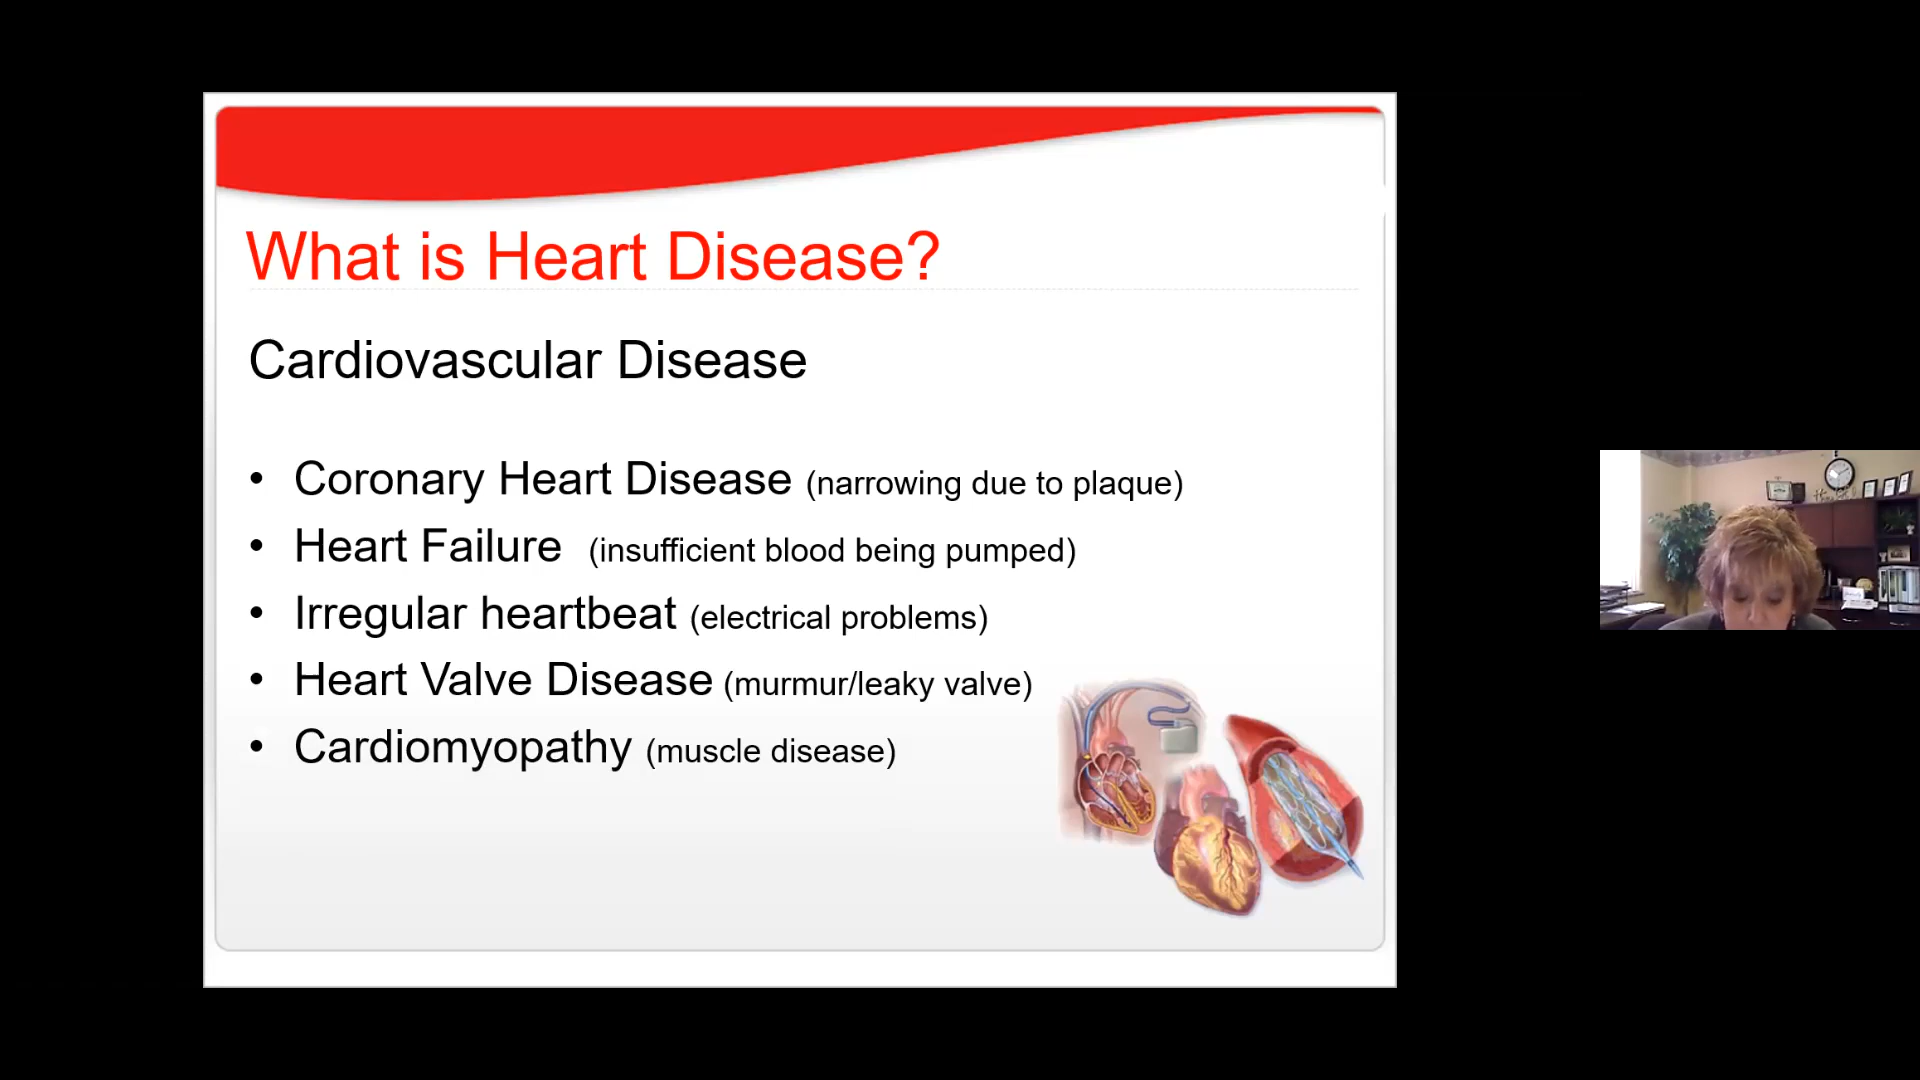 What is Heart Disease?
Cardiovascular Disease
• Coronary Heart Disease (narrowing due to plaque)
• Heart Failure (insufficient blood being pumped)
• Irregular heartbeat (electrical problems)
• Heart Valve Disease (murmur/leaky valve)
• Cardiomyopathy (muscle disease)